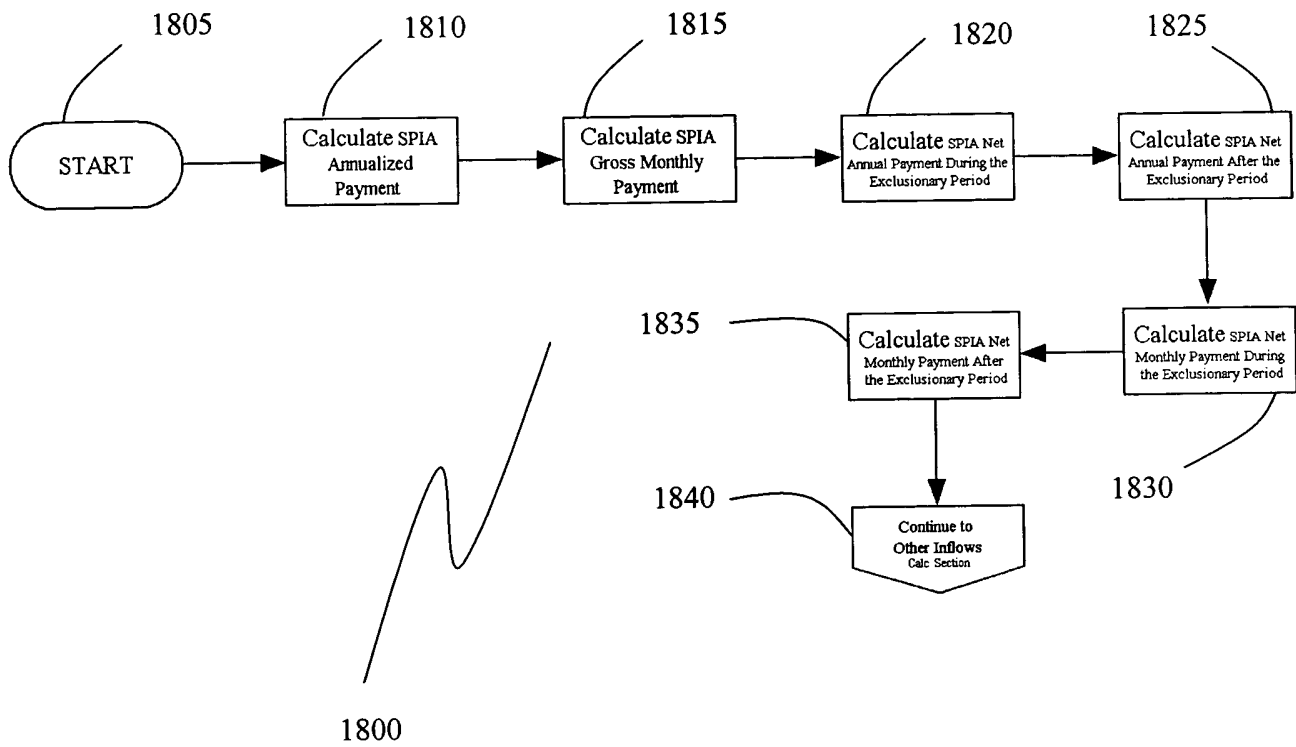 1805
1810
1815
1820
1825
START
Calculate SPIA
Annualized
Payment
Calculate SPIA
Gross Monthly
Payment
Calculate SPIA Net
Annual Payment During the
Exclusionary Period
Calculate SPIA Net
Annual Payment After the
Exclusionary Period
1835
Calculate SPIA Net
Monthly Payment After
the Exclusionary Period
Calculate SPIA Net
Monthly Payment During
the Exclusionary Period
1840
1830
Continue to
Other Inflows
Calc Section
1800